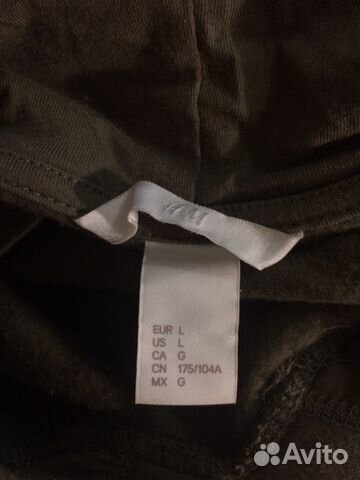 H&M
EUR L
US L
CA G
CN 175/104A
MX G
Avito